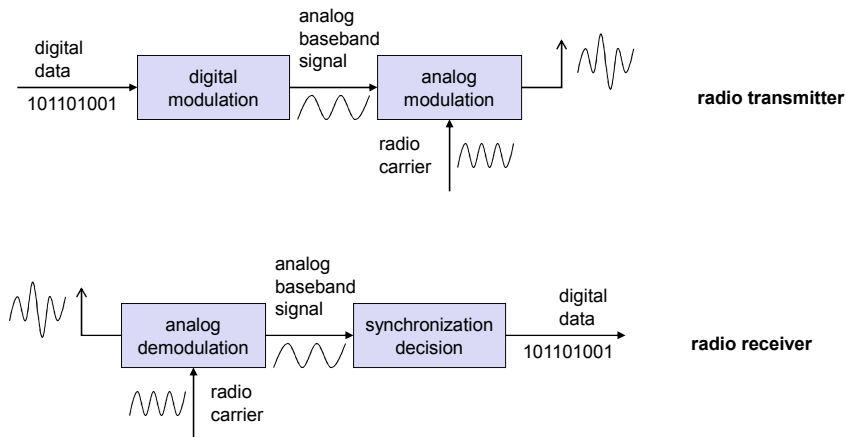 digital
data
101101001
digital
modulation
analog
baseband
signal
analog
modulation
radio
carrier
radio transmitter
analog
demodulation
radio
carrier
analog
baseband
signal
synchronization
decision
digital
data
101101001
radio receiver